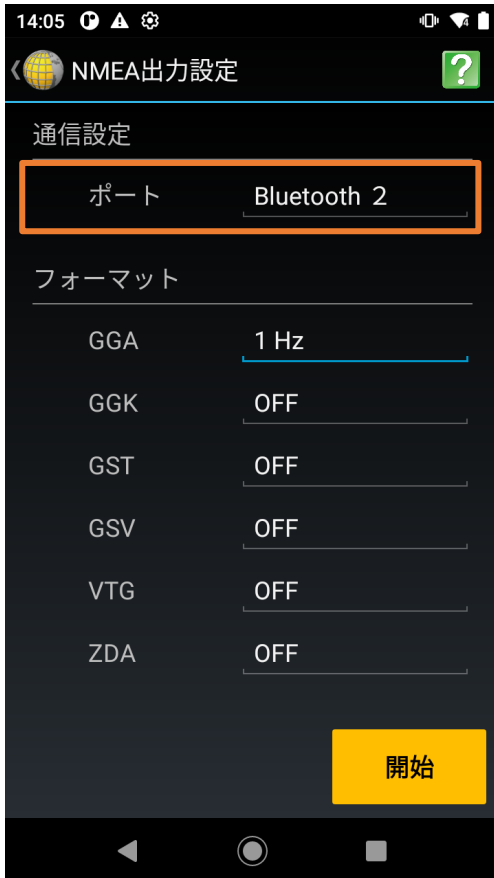 14:05
NMEA出力設定
?
通信設定
ポート Bluetooth 2
フォーマット
GGA 1 Hz
GGK OFF
GST OFF
GSV OFF
VTG OFF
ZDA OFF
開始